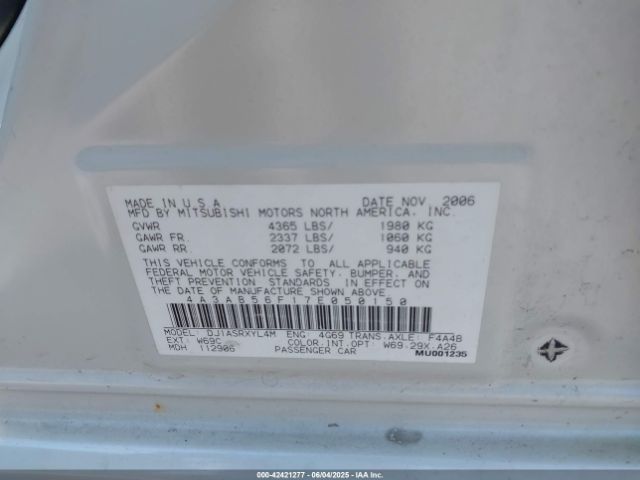 MADE IN U.S.A DATE NOV. 2006
MFD BY MITSUBISHI MOTORS NORTH AMERICA, INC.
GVWR 4365 LBS/ 1980 KG
GAWR FR. 2337 LBS/ 1060 KG
GAWR RR. 2072 LBS/ 940 KG
THIS VEHICLE CONFORMS TO ALL APPLICABLE
FEDERAL MOTOR VEHICLE SAFETY, BUMPER, AND
THEFT PREVENTION STANDARDS IN EFFECT ON
THE DATE OF MANUFACTURE SHOWN ABOVE
4A3AB56F17E050150
MODEL: DJ1ASRXYL4M ENG: 4G69 TRANS.AXLE: F4A4B
EXT: W69C COLOR.INT.OPT: W69.29X.A26
MDH 112906 PASSENGER CAR MU001235
000-42421277 - 06/04/2025 - IAA Inc.